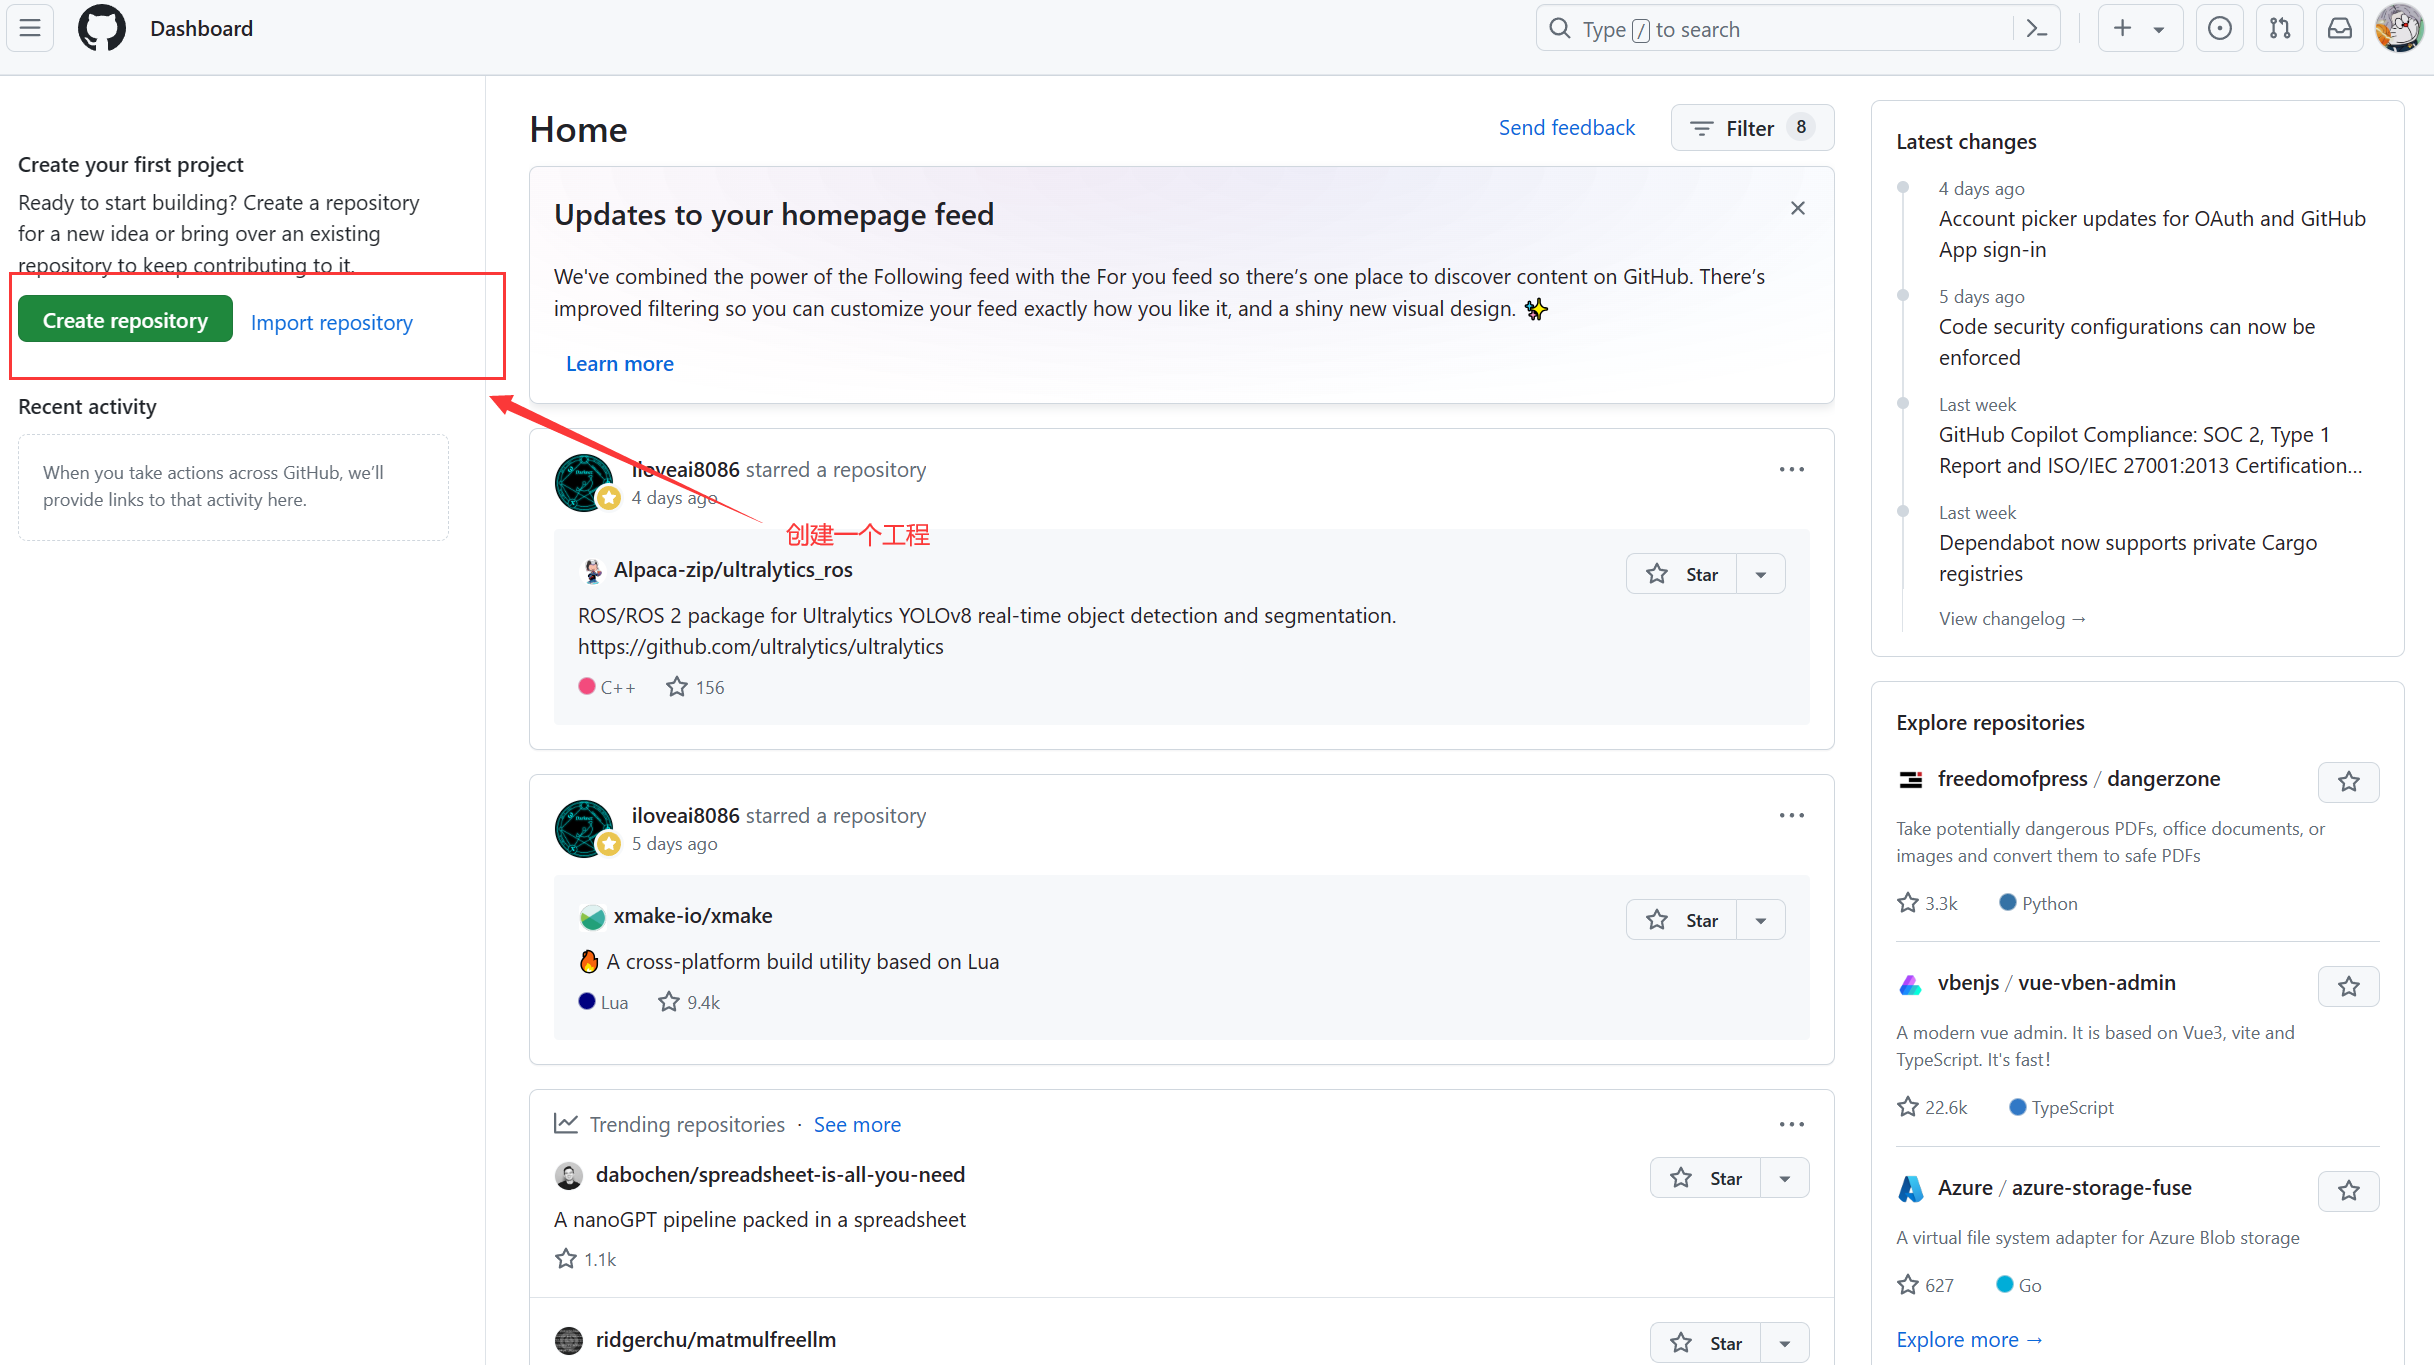 Dashboard
Type / to search
Create your first project
Ready to start building? Create a repository
for a new idea or bring over an existing
repository to keep contributing to it.
Create repository
Import repository
Recent activity
When you take actions across GitHub, we’ll
provide links to that activity here.
Home
Send feedback
Filter 8
Updates to your homepage feed
We've combined the power of the Following feed with the For you feed so there’s one place to discover content on GitHub. There’s
improved filtering so you can customize your feed exactly how you like it, and a shiny new visual design. ✨
Learn more
iloveai8086 starred a repository
4 days ago
创建一个工程
Alpaca-zip/ultralytics_ros
Star
ROS/ROS 2 package for Ultralytics YOLOv8 real-time object detection and segmentation.
https://github.com/ultralytics/ultralytics
C++ 156
iloveai8086 starred a repository
5 days ago
xmake-io/xmake
Star
🔥 A cross-platform build utility based on Lua
Lua 9.4k
Trending repositories · See more
dabochen/spreadsheet-is-all-you-need
Star
A nanoGPT pipeline packed in a spreadsheet
1.1k
ridgerchu/matmulfreellm
Star
Latest changes
4 days ago
Account picker updates for OAuth and GitHub
App sign-in
5 days ago
Code security configurations can now be
enforced
Last week
GitHub Copilot Compliance: SOC 2, Type 1
Report and ISO/IEC 27001:2013 Certification...
Last week
Dependabot now supports private Cargo
registries
View changelog →
Explore repositories
freedomofpress / dangerzone
Take potentially dangerous PDFs, office documents, or
images and convert them to safe PDFs
3.3k Python
vbenjs / vue-vben-admin
A modern vue admin. It is based on Vue3, vite and
TypeScript. It's fast!
22.6k TypeScript
Azure / azure-storage-fuse
A virtual file system adapter for Azure Blob storage
627 Go
Explore more →